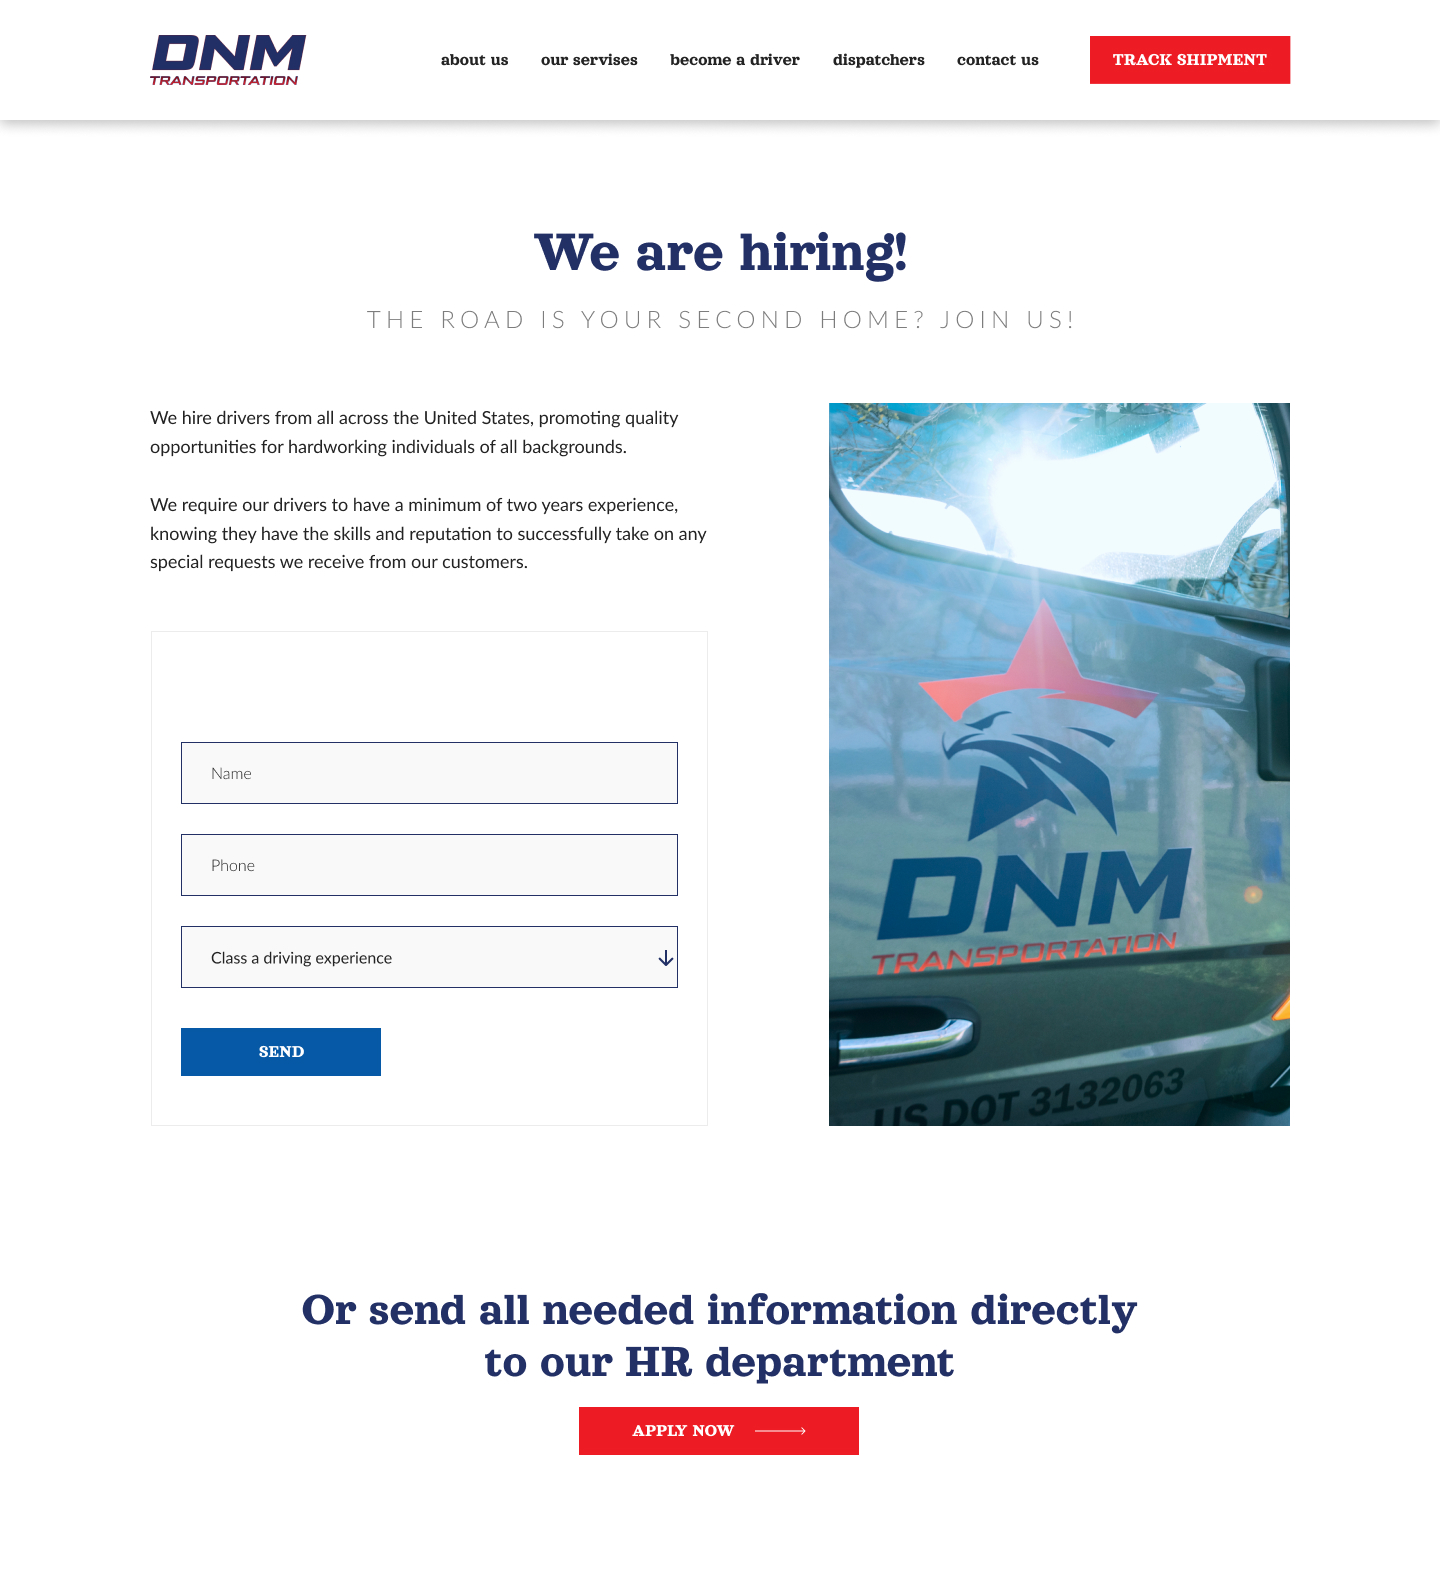 DNM
TRANSPORTATION
about us
our servises
become a driver
dispatchers
contact us
TRACK SHIPMENT
We are hiring!
THE ROAD IS YOUR SECOND HOME? JOIN US!
We hire drivers from all across the United States, promoting quality
opportunities for hardworking individuals of all backgrounds.
We require our drivers to have a minimum of two years experience,
knowing they have the skills and reputation to successfully take on any
special requests we receive from our customers.
Name
Phone
Class a driving experience
SEND
DNM
TRANSPORTATION
US DOT 3132063
Or send all needed information directly
to our HR department
APPLY NOW